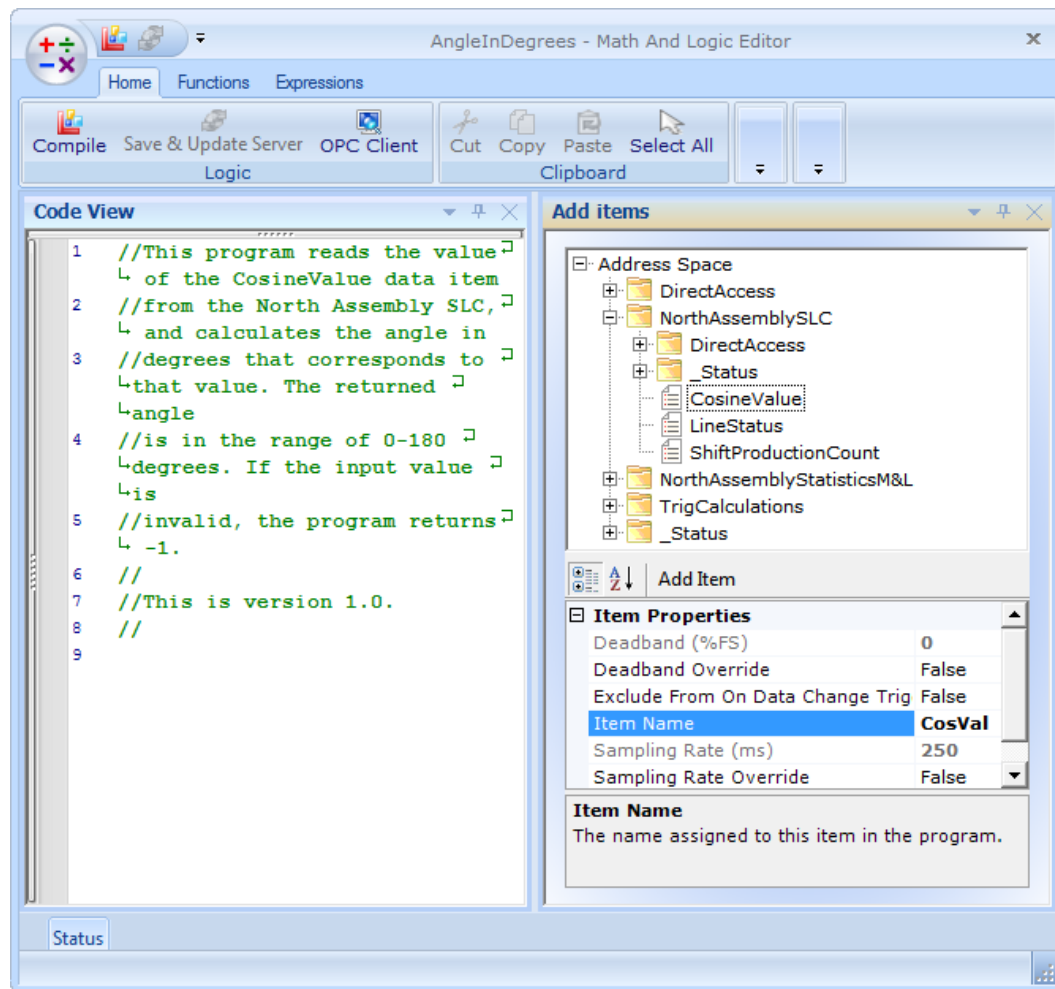 AngleInDegrees - Math And Logic Editor
Home Functions Expressions
Compile Save & Update Server OPC Client Cut Copy Paste Select All
Logic Clipboard
Code View
1 //This program reads the value
of the CosineValue data item
2 //from the North Assembly SLC,
and calculates the angle in
3 //degrees that corresponds to
that value. The returned
angle
4 //is in the range of 0-180
degrees. If the input value
is
5 //invalid, the program returns
-1.
6 //
7 //This is version 1.0.
8 //
9
Add items
Address Space
DirectAccess
NorthAssemblySLC
DirectAccess
_Status
CosineValue
LineStatus
ShiftProductionCount
NorthAssemblyStatisticsM&L
TrigCalculations
_Status
Add Item
Item Properties
Deadband (%FS) 0
Deadband Override False
Exclude From On Data Change Trig False
Item Name CosVal
Sampling Rate (ms) 250
Sampling Rate Override False
Item Name
The name assigned to this item in the program.
Status